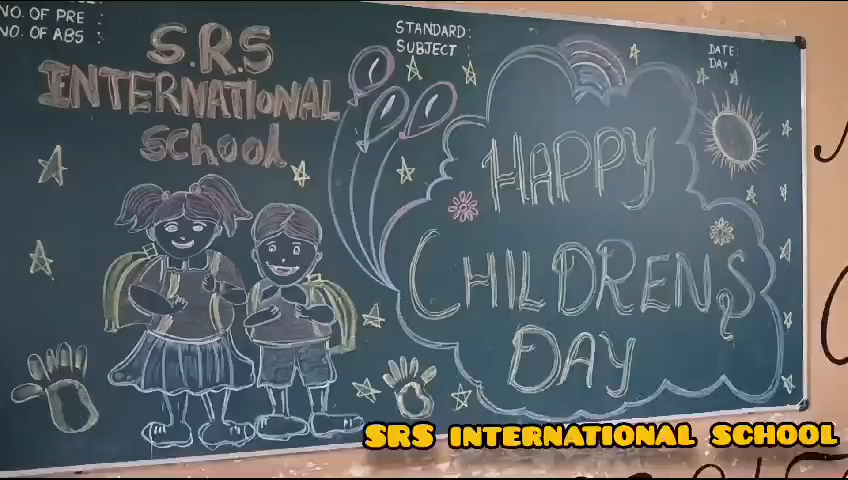 NO. OF PRE :
NO. OF ABS :
S.R.S
INTERNATIONAL
School
STANDARD:
SUBJECT :
DATE:
DAY :
HAPPY
CHILDRENS
DAY
SRS INTERNATIONAL SCHOOL